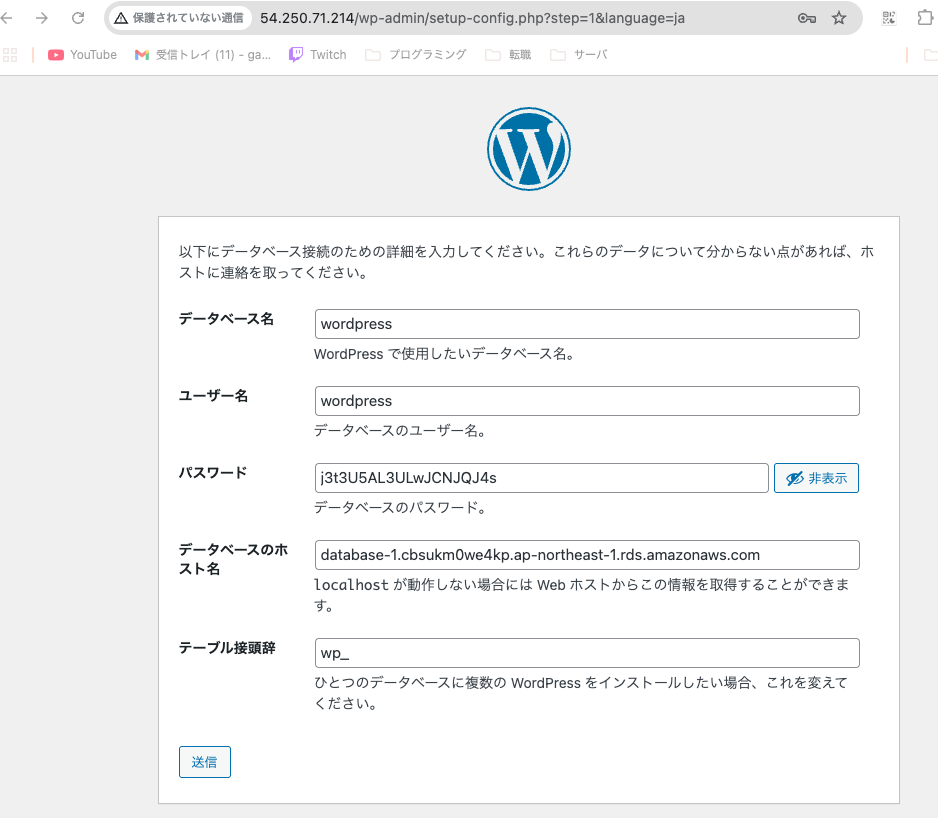 保護されていない通信 54.250.71.214/wp-admin/setup-config.php?step=1&language=ja
YouTube 受信トレイ (11) - ga... Twitch プログラミング 転職 サーバ
以下にデータベース接続のための詳細を入力してください。これらのデータについて分からない点があれば、ホ
ストに連絡を取ってください。
データベース名
wordpress
WordPress で使用したいデータベース名。
ユーザー名
wordpress
データベースのユーザー名。
パスワード
j3t3U5AL3ULwJCNJQJ4s
非表示
データベースのパスワード。
データベースのホ
スト名
database-1.cbsukm0we4kp.ap-northeast-1.rds.amazonaws.com
localhost が動作しない場合には Web ホストからこの情報を取得することができま
す。
テーブル接頭辞
wp_
ひとつのデータベースに複数の WordPress をインストールしたい場合、これを変えて
ください。
送信